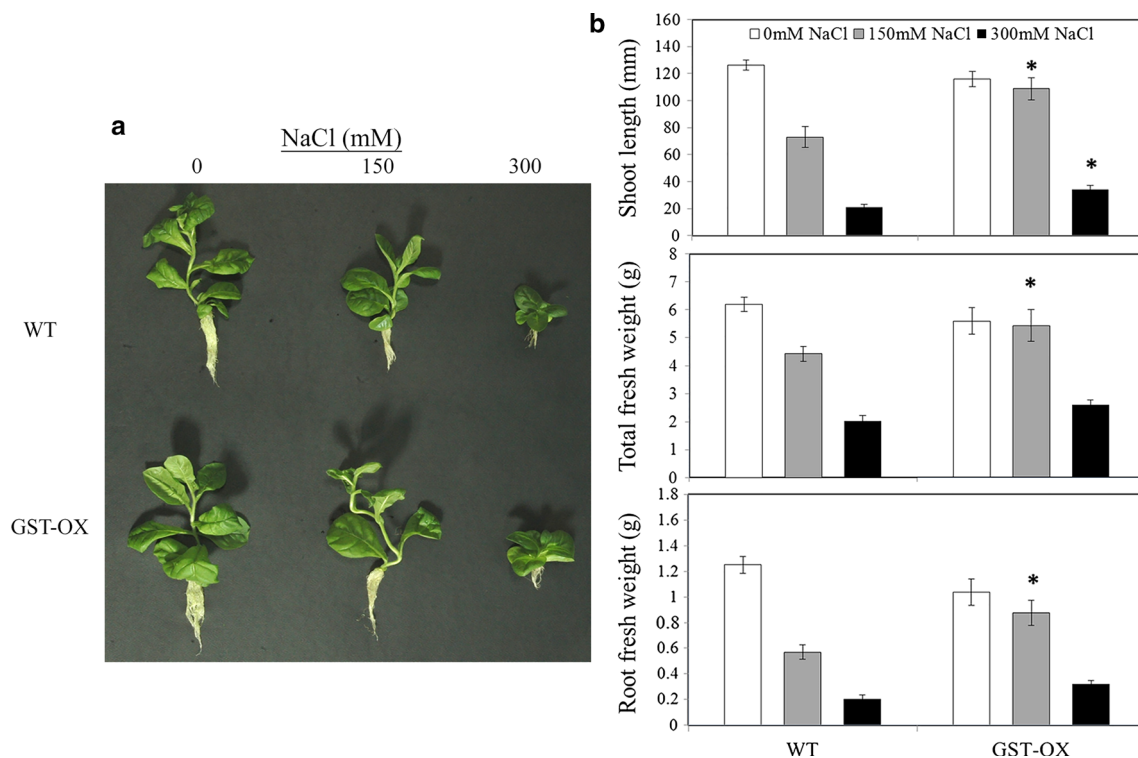 a
NaCl (mM)
0 150 300
WT
GST-OX
b
Shoot length (mm)
160
140
120
100
80
60
40
20
0
0mM NaCl 150mM NaCl 300mM NaCl
*
*
Total fresh weight (g)
8
7
6
5
4
3
2
1
0
*
Root fresh weight (g)
1.8
1.6
1.4
1.2
1
0.8
0.6
0.4
0.2
0
*
WT GST-OX